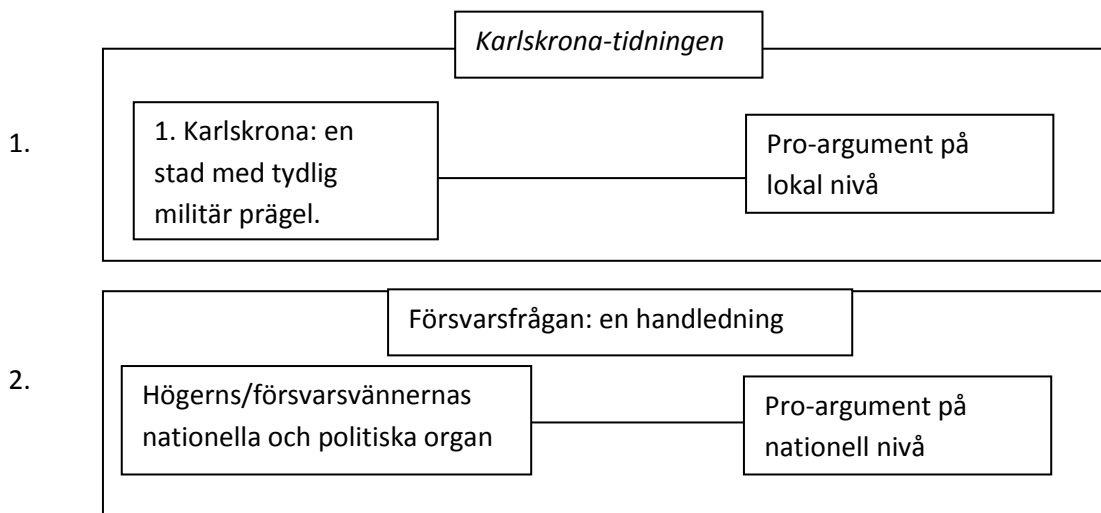 Karlskrona-tidningen
1.
1. Karlskrona: en
stad med tydlig
militär prägel.
Pro-argument på
lokal nivå
Försvarsfrågan: en handledning
2.
Högerns/försvarsvännernas
nationella och politiska organ
Pro-argument på
nationell nivå